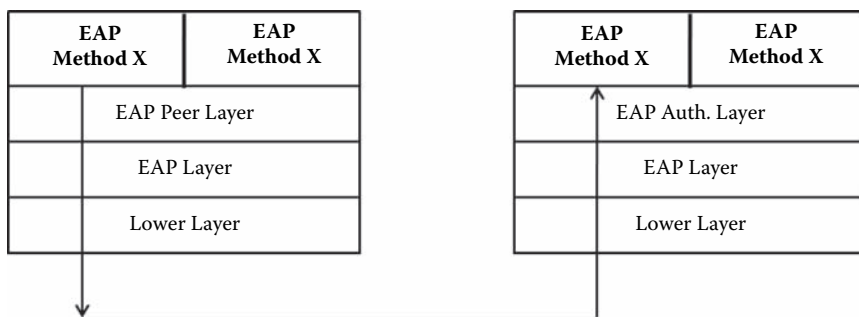 EAP
Method X
EAP
Method X
EAP Peer Layer
EAP Layer
Lower Layer
EAP
Method X
EAP
Method X
EAP Auth. Layer
EAP Layer
Lower Layer